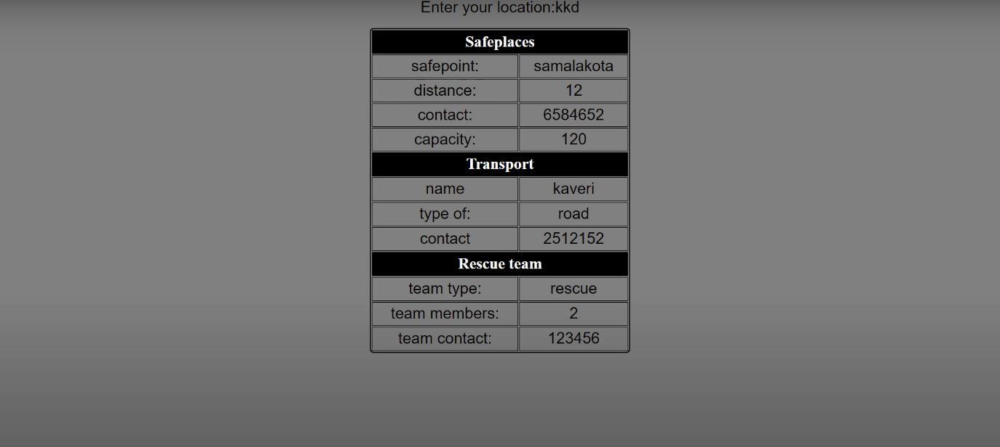 Enter your location:kkd
Safeplaces
safepoint: samalakota
distance: 12
contact: 6584652
capacity: 120
Transport
name kaveri
type of: road
contact 2512152
Rescue team
team type: rescue
team members: 2
team contact: 123456